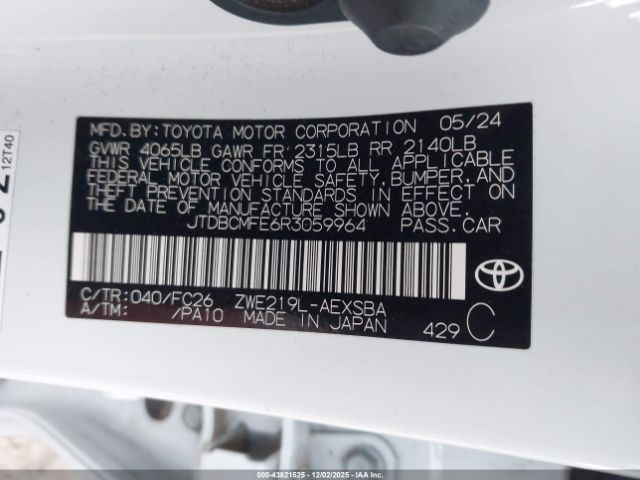 MFD.BY:TOYOTA MOTOR CORPORATION 05/24
GVWR 4065LB GAWR FR 2315LB RR 2140LB
THIS VEHICLE CONFORMS TO ALL APPLICABLE
FEDERAL MOTOR VEHICLE SAFETY,BUMPER,AND
THEFT PREVENTION STANDARDS IN EFFECT ON
THE DATE OF MANUFACTURE SHOWN ABOVE.
JTDBCMFE6R3059964 PASS.CAR
C/TR:040/FC26 ZWE219L-AEXSBA
A/TM: /PA10 MADE IN JAPAN 429 C
12T40
000-43821525 - 12/02/2025 - IAA, Inc.